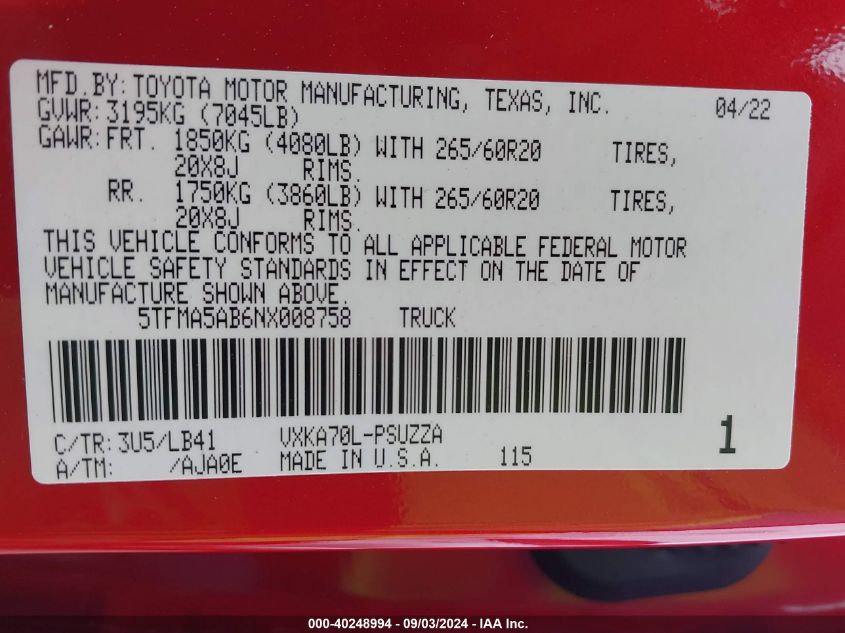 MFD.BY: TOYOTA MOTOR MANUFACTURING, TEXAS, INC. 04/22
GVWR: 3195KG (7045LB)
GAWR: FRT. 1850KG (4080LB) WITH 265/60R20 TIRES,
20X8J RIMS.
RR. 1750KG (3860LB) WITH 265/60R20 TIRES,
20X8J RIMS.
THIS VEHICLE CONFORMS TO ALL APPLICABLE FEDERAL MOTOR
VEHICLE SAFETY STANDARDS IN EFFECT ON THE DATE OF
MANUFACTURE SHOWN ABOVE.
5TFMA5AB6NX008758 TRUCK
C/TR: 3U5/LB41 VXKA70L-PSUZZA 1
A/TM: /AJA0E MADE IN U.S.A. 115
000-40248994 - 09/03/2024 - IAA Inc.